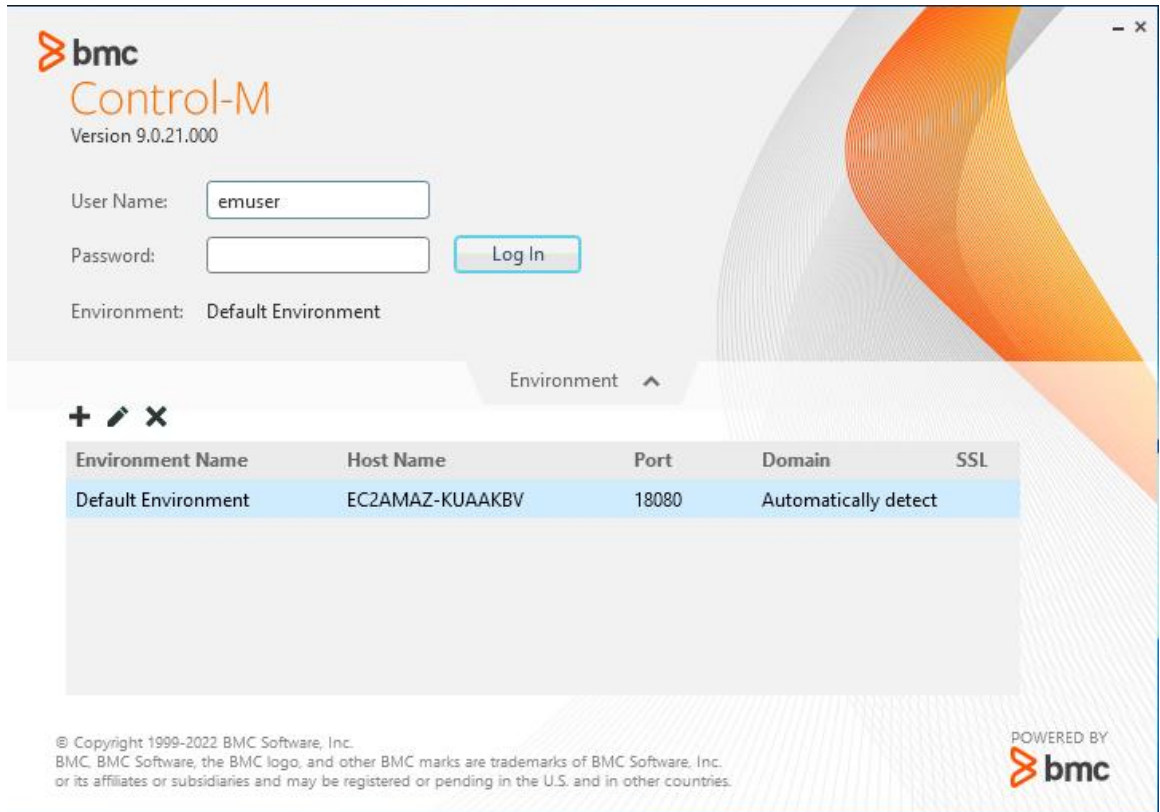 bmc
Control-M
Version 9.0.21.000
User Name: emuser
Password: Log In
Environment: Default Environment
Environment
Environment Name Host Name Port Domain SSL
Default Environment EC2AMAZ-KUAAKBV 18080 Automatically detect
© Copyright 1999-2022 BMC Software, Inc.
BMC, BMC Software, the BMC logo, and other BMC marks are trademarks of BMC Software, Inc.
or its affiliates or subsidiaries and may be registered or pending in the U.S. and in other countries.
POWERED BY
bmc